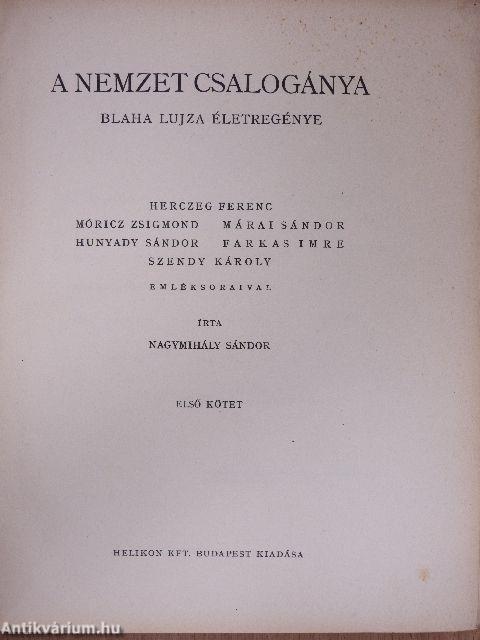 A NEMZET CSALOGÁNYA
BLAHA LUJZA ÉLETREGÉNYE
HERCZEG FERENC
MÓRICZ ZSIGMOND MÁRAI SÁNDOR
HUNYADY SÁNDOR FARKAS IMRE
SZENDY KÁROLY
EMLÉKSORAIVAL
ÍRTA
NAGYMIHÁLY SÁNDOR
ELSŐ KÖTET
HELIKON KFT. BUDAPEST KIADÁSA
Antikvárium.hu